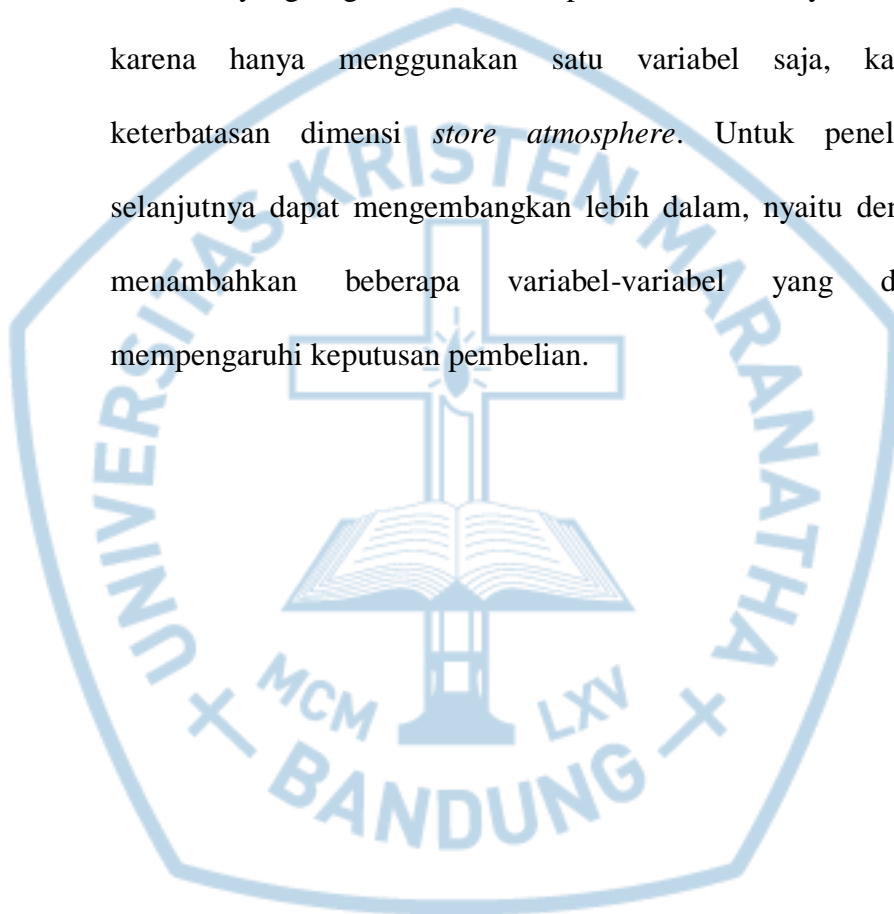 karena hanya menggunakan satu variabel saja, ka
keterbatasan dimensi store atmosphere. Untuk penel
selanjutnya dapat mengembangkan lebih dalam, nyaitu
menambahkan beberapa variabel-variabel yang d
mempengaruhi keputusan pembelian.
UNIVERSITAS KRISTEN MARANATHA
MCM LXV
BANDUNG